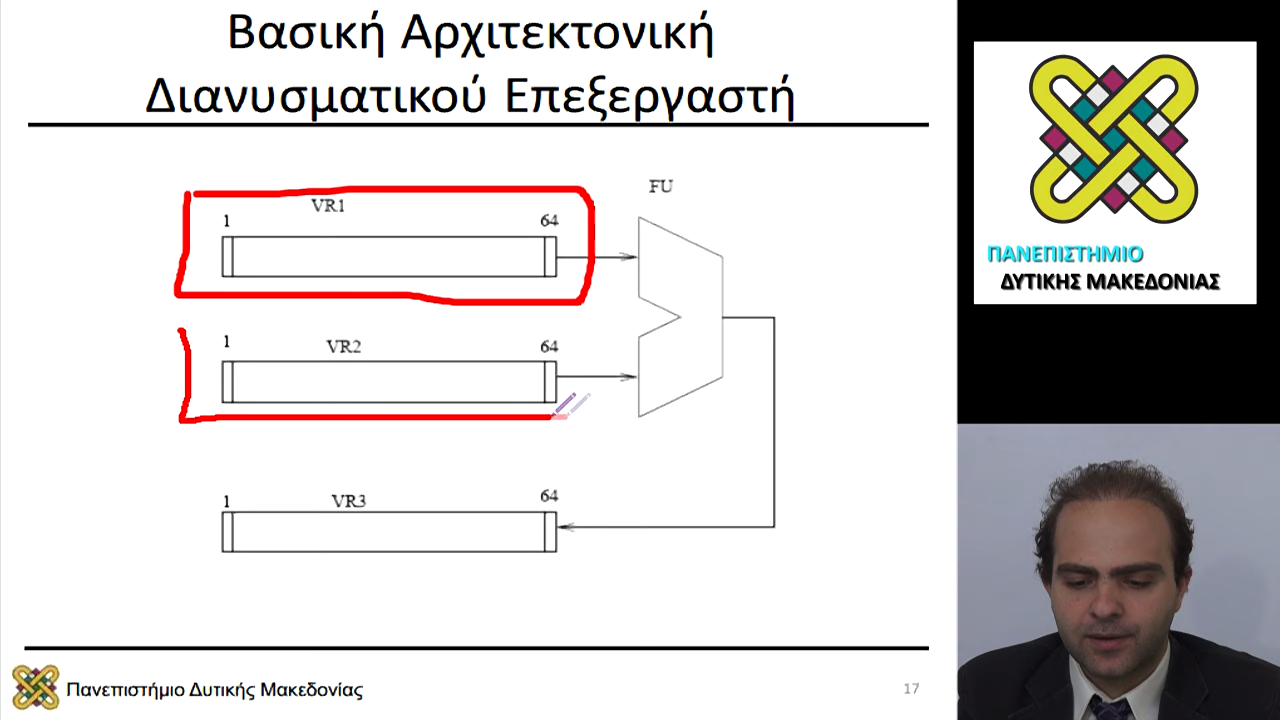 Βασική Αρχιτεκτονική
Διανυσματικού Επεξεργαστή
FU
VR1
1 64
1 VR2 64
1 VR3 64
ΠΑΝΕΠΙΣΤΗΜΙΟ
ΔΥΤΙΚΗΣ ΜΑΚΕΔΟΝΙΑΣ
Πανεπιστήμιο Δυτικής Μακεδονίας
17